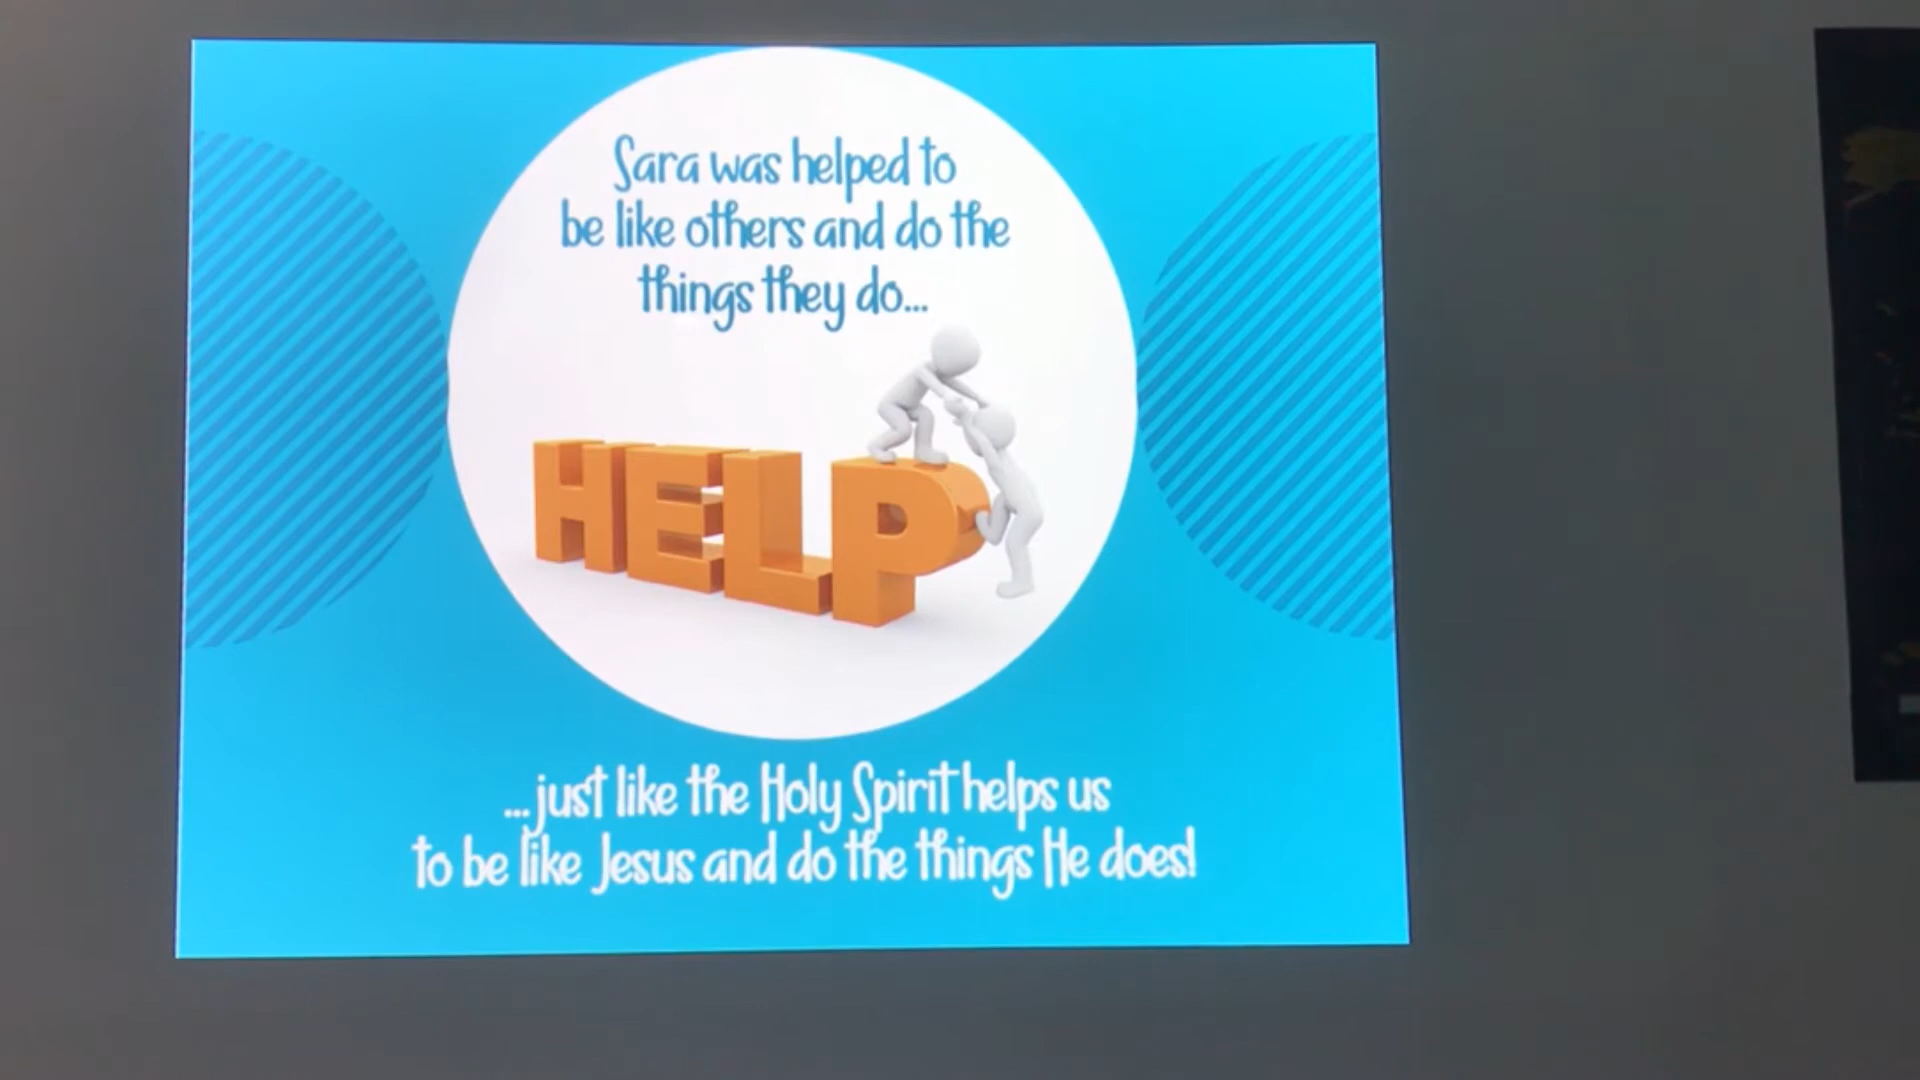 Sara was helped to
be like others and do the
things they do...
HELP
...just like the Holy Spirit helps us
to be like Jesus and do the things He does!